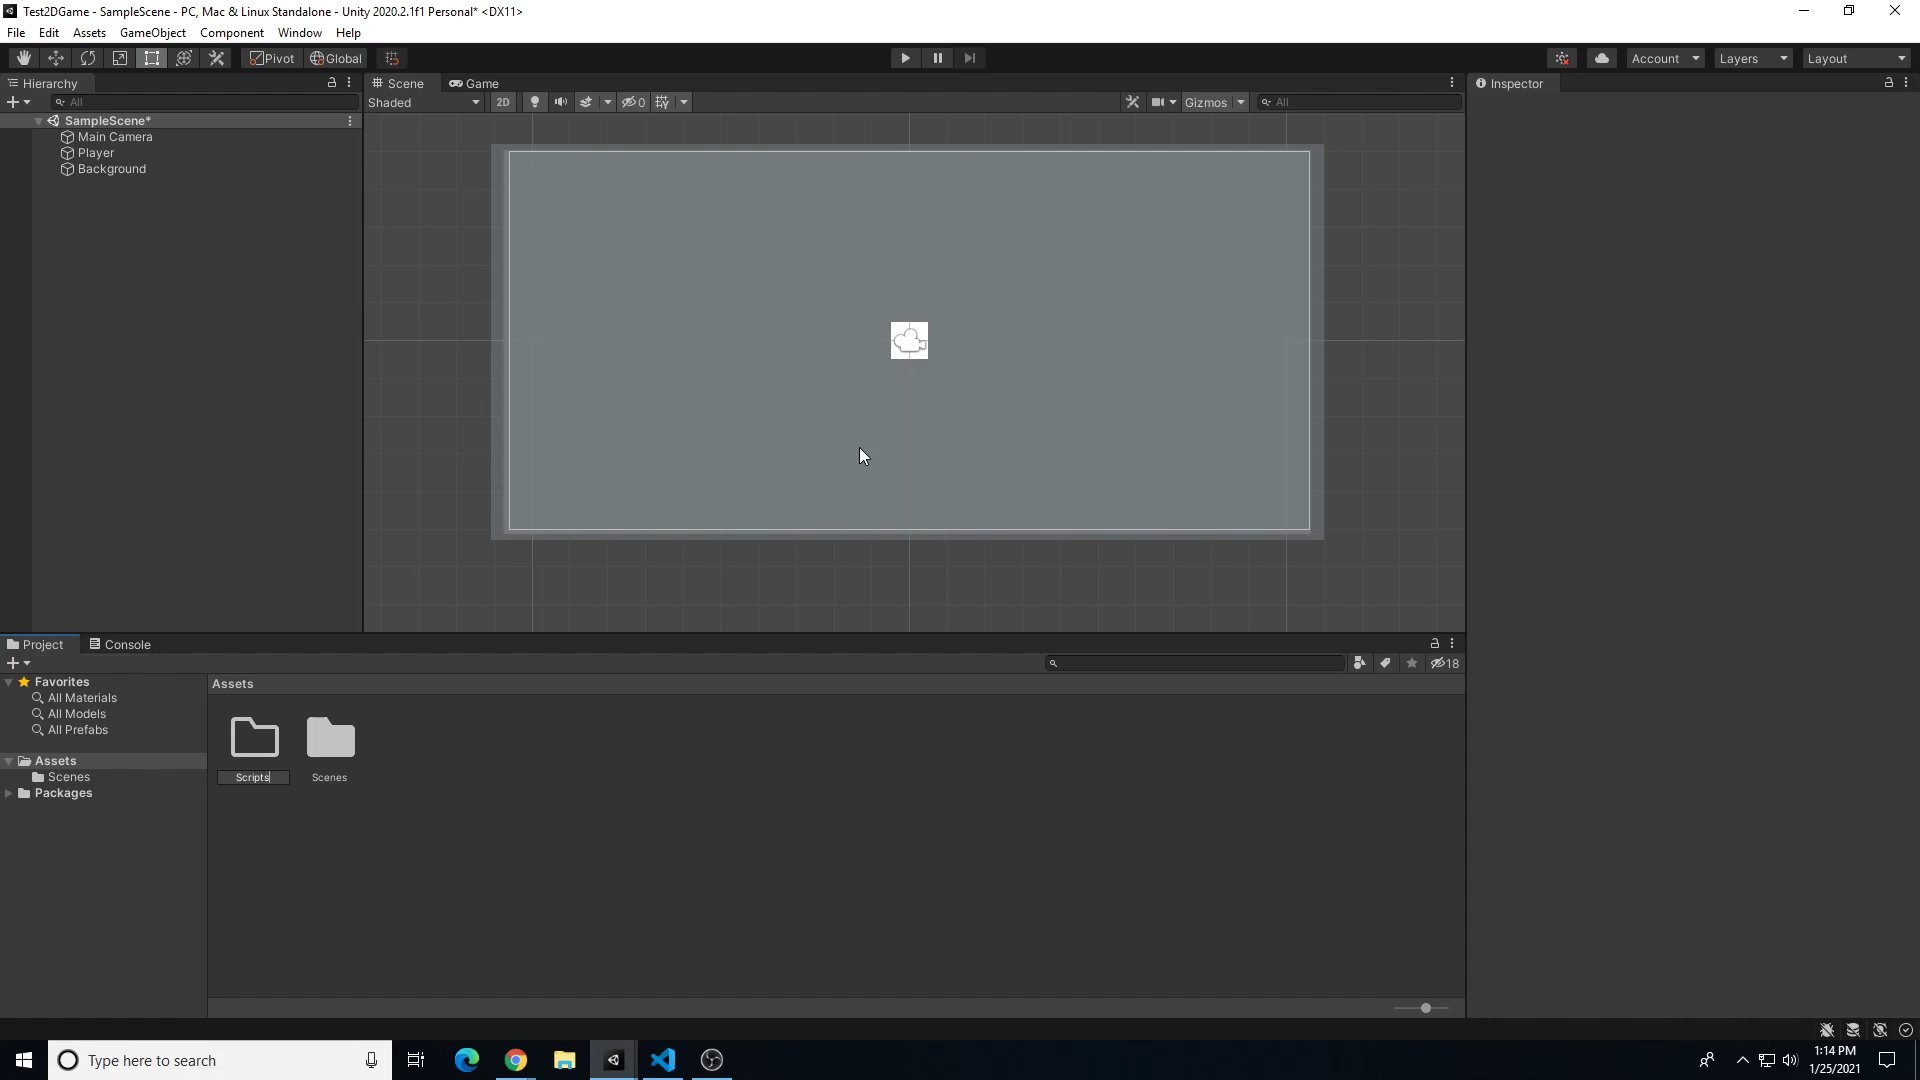 Test2DGame - SampleScene - PC, Mac & Linux Standalone - Unity 2020.2.1f1 Personal* <DX11>
File Edit Assets GameObject Component Window Help
Pivot Global Account Layers Layout
Hierarchy Scene Game Inspector
All Shaded 2D 0 Gizmos All
SampleScene*
Main Camera
Player
Background
Project Console
18
Favorites
All Materials
All Models
All Prefabs
Assets
Scenes
Packages
Assets
Scripts Scenes
Type here to search
1:14 PM
1/25/2021